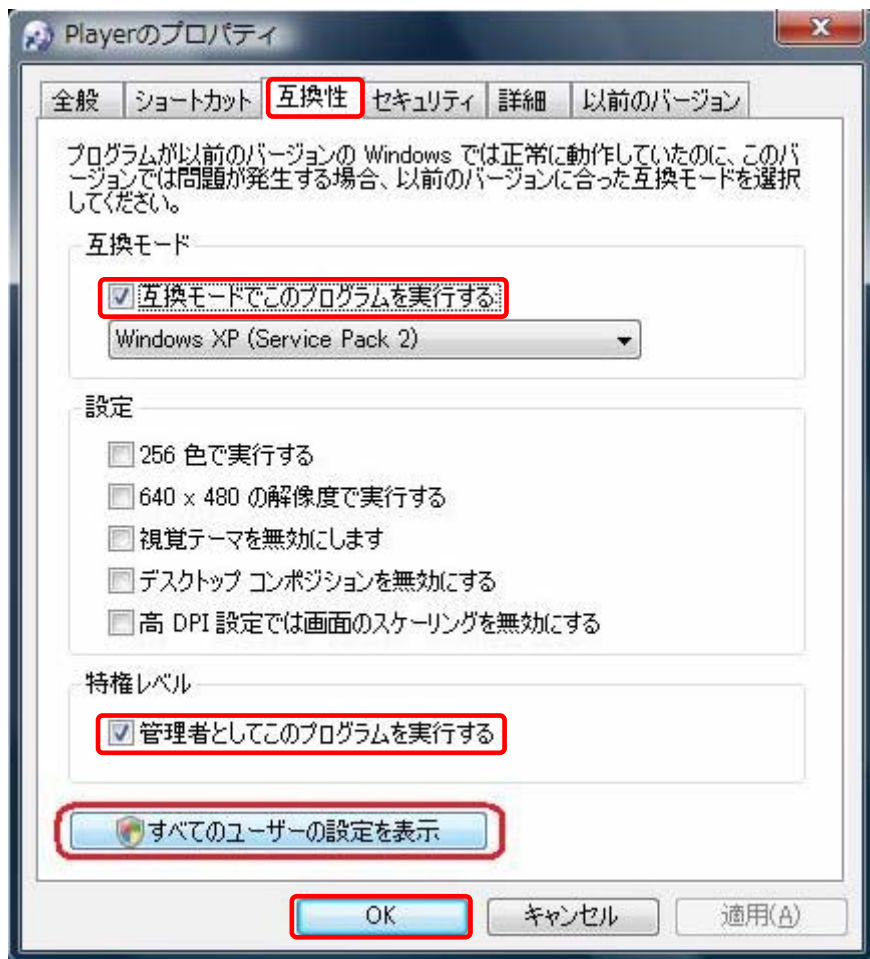 Playerのプロパティ
全般 ショートカット 互換性 セキュリティ 詳細 以前のバージョン
プログラムが以前のバージョンの Windows では正常に動作していたのに、このバ
ージョンでは問題が発生する場合、以前のバージョンに合った互換モードを選択
してください。
互換モード
互換モードでこのプログラムを実行する
Windows XP (Service Pack 2)
設定
256 色で実行する
640 x 480 の解像度で実行する
視覚テーマを無効にします
デスクトップ コンポジションを無効にする
高 DPI 設定では画面のスケーリングを無効にする
特権レベル
管理者としてこのプログラムを実行する
すべてのユーザーの設定を表示
OK キャンセル 適用(A)